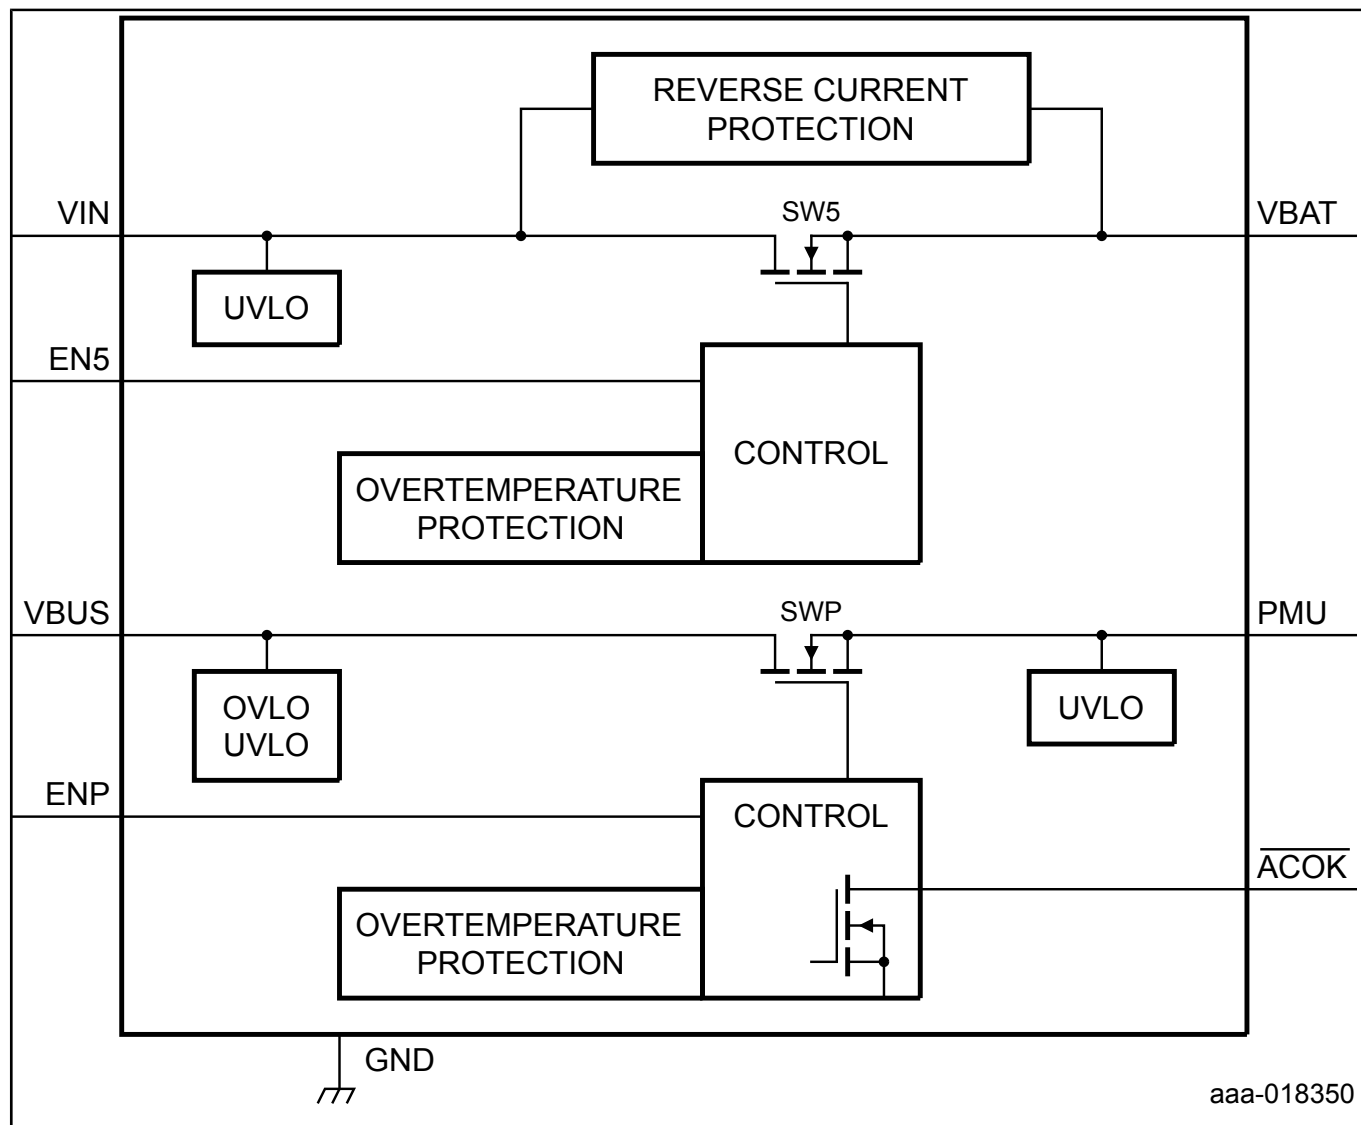 REVERSE CURRENT
PROTECTION
VIN
SW5
VBAT
UVLO
EN5
CONTROL
OVERTEMPERATURE
PROTECTION
VBUS
SWP
PMU
OVLO
UVLO
UVLO
ENP
CONTROL
ACOK
OVERTEMPERATURE
PROTECTION
GND
aaa-018350